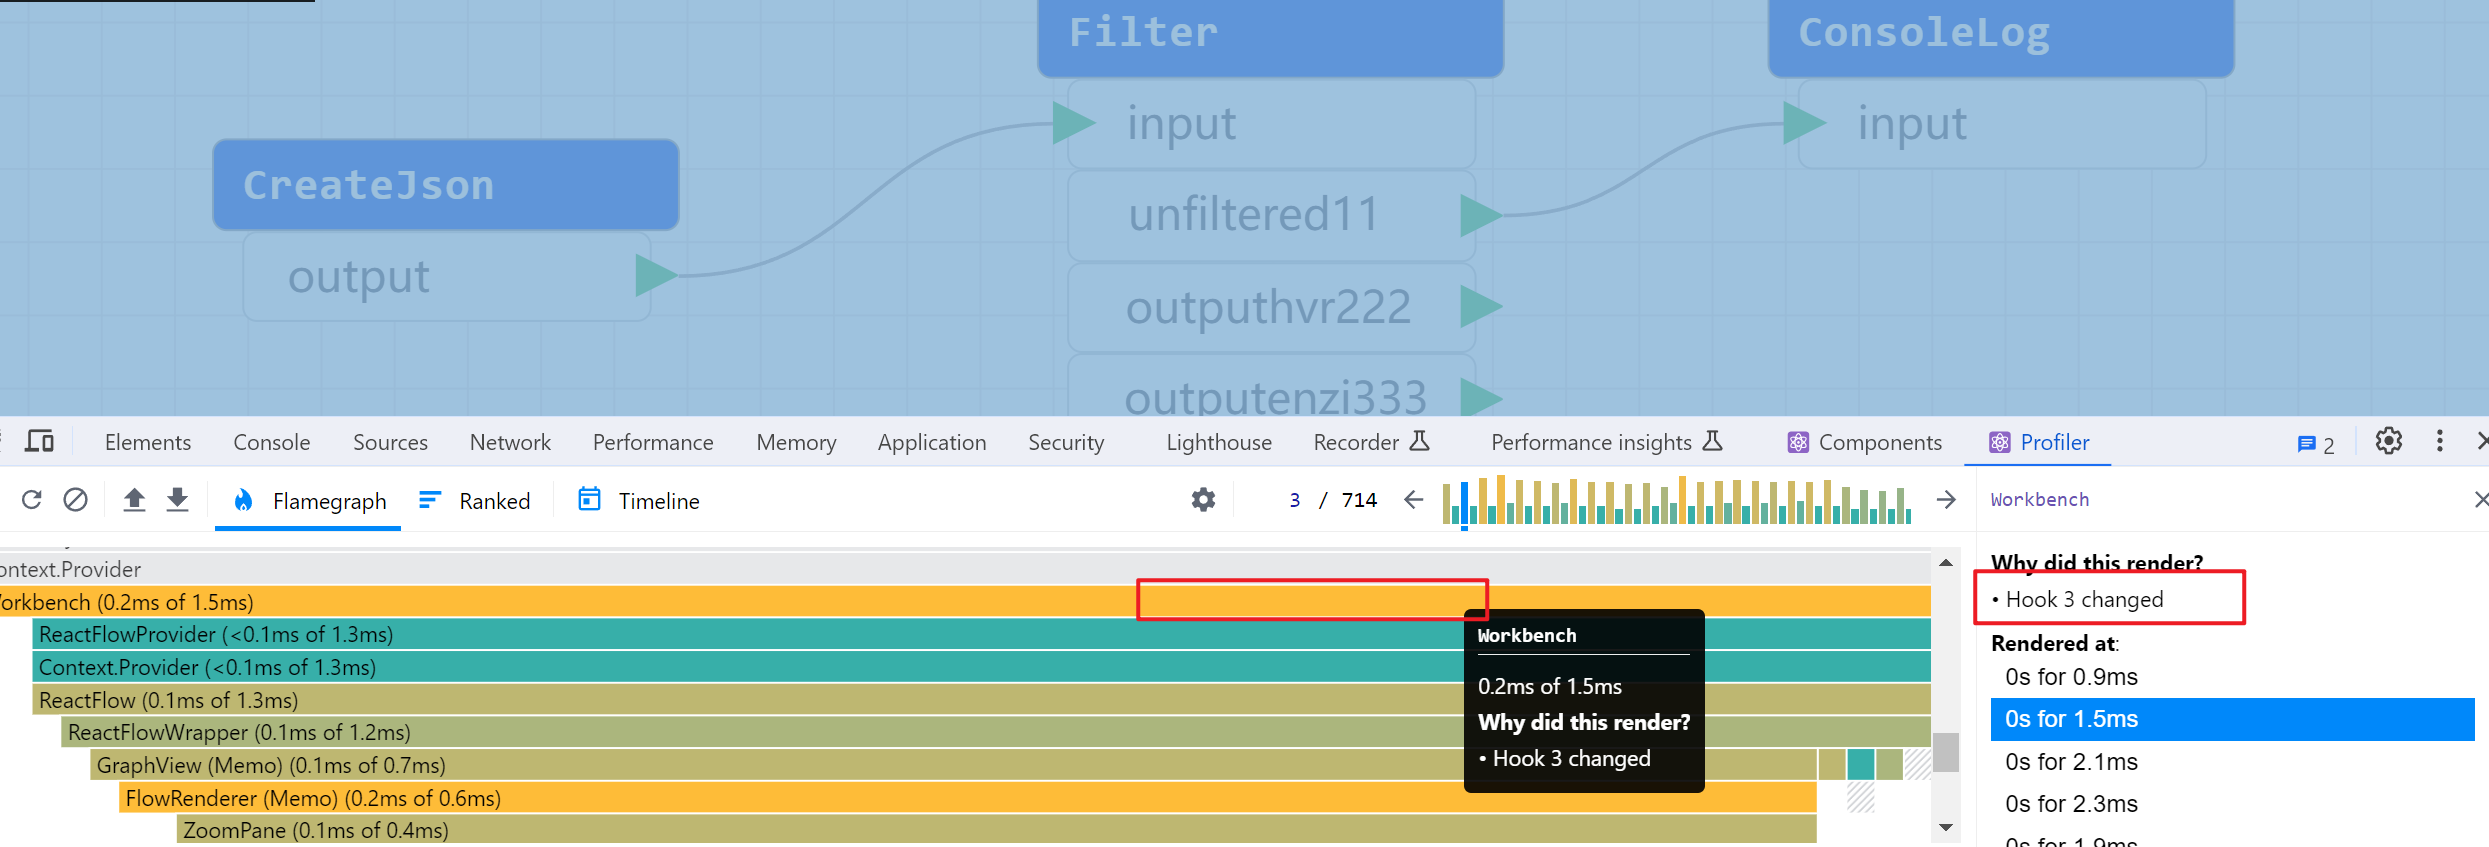 Filter
ConsoleLog
input
input
CreateJson
unfiltered11
output
outputhvr222
outputenzi333
Elements Console Sources Network Performance Memory Application Security Lighthouse Recorder Performance insights Components Profiler 2
Flamegraph Ranked Timeline 3 / 714 Workbench
ontext.Provider
orkbench (0.2ms of 1.5ms)
ReactFlowProvider (<0.1ms of 1.3ms)
Context.Provider (<0.1ms of 1.3ms)
ReactFlow (0.1ms of 1.3ms)
ReactFlowWrapper (0.1ms of 1.2ms)
GraphView (Memo) (0.1ms of 0.7ms)
FlowRenderer (Memo) (0.2ms of 0.6ms)
ZoomPane (0.1ms of 0.4ms)
Workbench
0.2ms of 1.5ms
Why did this render?
• Hook 3 changed
Why did this render?
• Hook 3 changed
Rendered at:
0s for 0.9ms
0s for 1.5ms
0s for 2.1ms
0s for 2.3ms
0s for 1.9ms